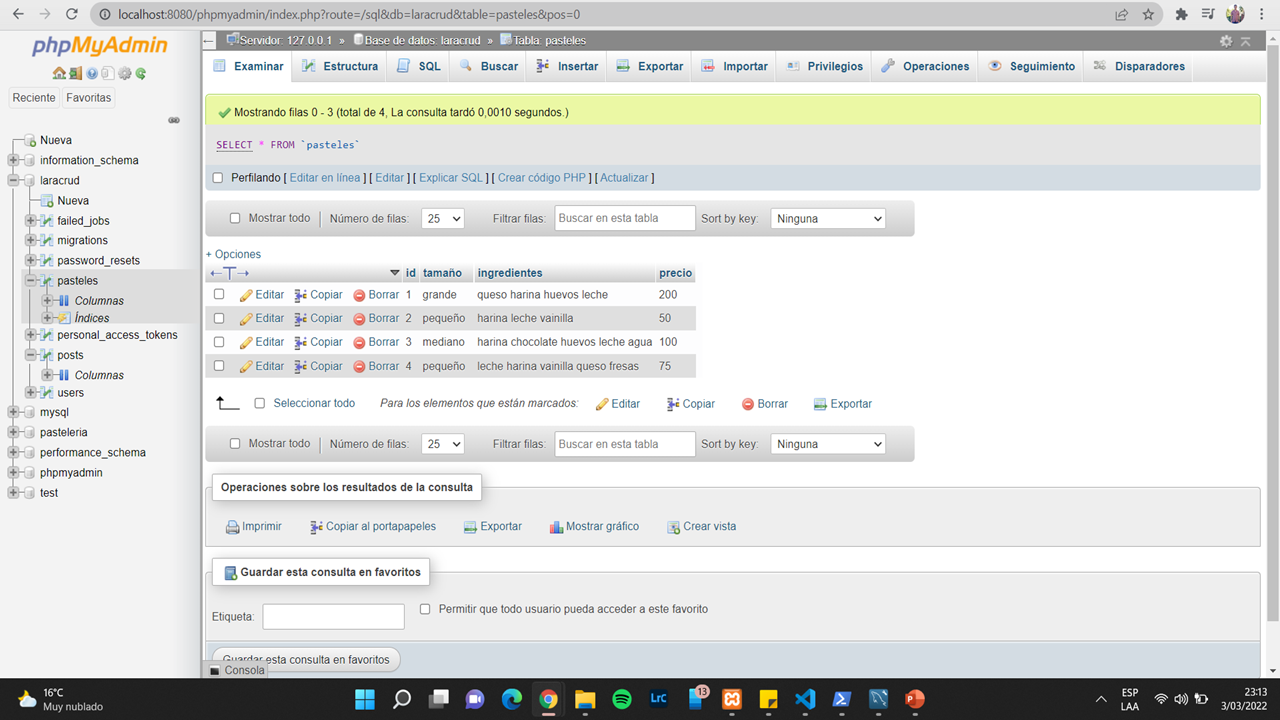 localhost:8080/phpmyadmin/index.php?route=/sql&db=laracrud&table=pasteles&pos=0
phpMyAdmin
Reciente Favoritas
Nueva
information_schema
laracrud
Nueva
failed_jobs
migrations
password_resets
pasteles
Columnas
Índices
personal_access_tokens
posts
Columnas
users
mysql
pasteleria
performance_schema
phpmyadmin
test
Servidor: 127.0.0.1 » Base de datos: laracrud » Tabla: pasteles
Examinar Estructura SQL Buscar Insertar Exportar Importar Privilegios Operaciones Seguimiento Disparadores
Mostrando filas 0 - 3 (total de 4, La consulta tardó 0,0010 segundos.)
SELECT * FROM `pasteles`
Perfilando [ Editar en línea ] [ Editar ] [ Explicar SQL ] [ Crear código PHP ] [ Actualizar ]
Mostrar todo Número de filas: 25 Filtrar filas: Buscar en esta tabla Sort by key: Ninguna
+ Opciones
←T→ id tamaño ingredientes precio
Editar Copiar Borrar 1 grande queso harina huevos leche 200
Editar Copiar Borrar 2 pequeño harina leche vainilla 50
Editar Copiar Borrar 3 mediano harina chocolate huevos leche agua 100
Editar Copiar Borrar 4 pequeño leche harina vainilla queso fresas 75
Seleccionar todo Para los elementos que están marcados: Editar Copiar Borrar Exportar
Mostrar todo Número de filas: 25 Filtrar filas: Buscar en esta tabla Sort by key: Ninguna
Operaciones sobre los resultados de la consulta
Imprimir Copiar al portapapeles Exportar Mostrar gráfico Crear vista
Guardar esta consulta en favoritos
Etiqueta: Permitir que todo usuario pueda acceder a este favorito
Guardar esta consulta en favoritos
Consola
16°C
Muy nublado
LrC
13
ESP
LAA
23:13
3/03/2022